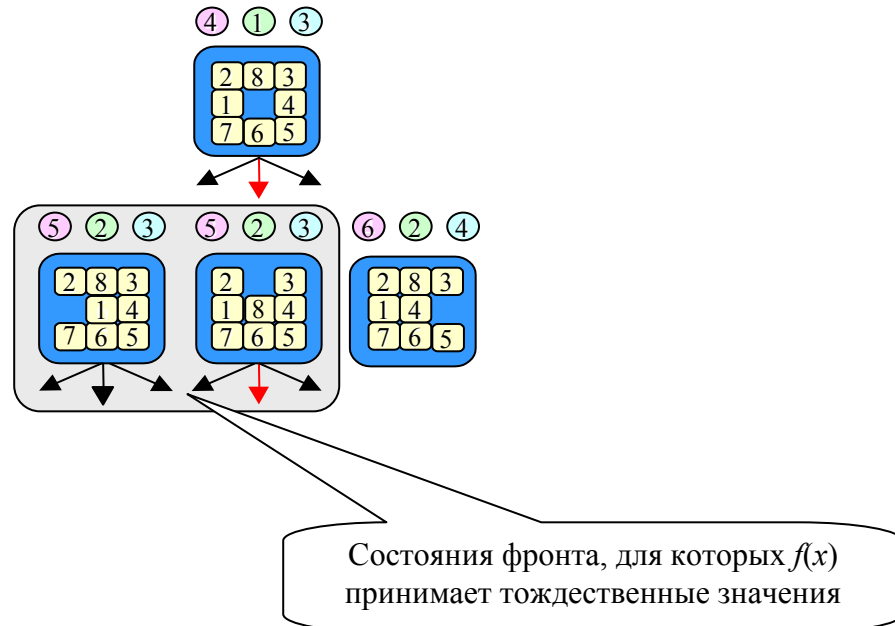 4 1 3
2 8 3
1 4
7 6 5
5 2 3 5 2 3 6 2 4
2 8 3 2 3 2 8 3
1 4 1 8 4 1 4
7 6 5 7 6 5 7 6 5
Состояния фронта, для которых f(x)
принимает тождественные значения